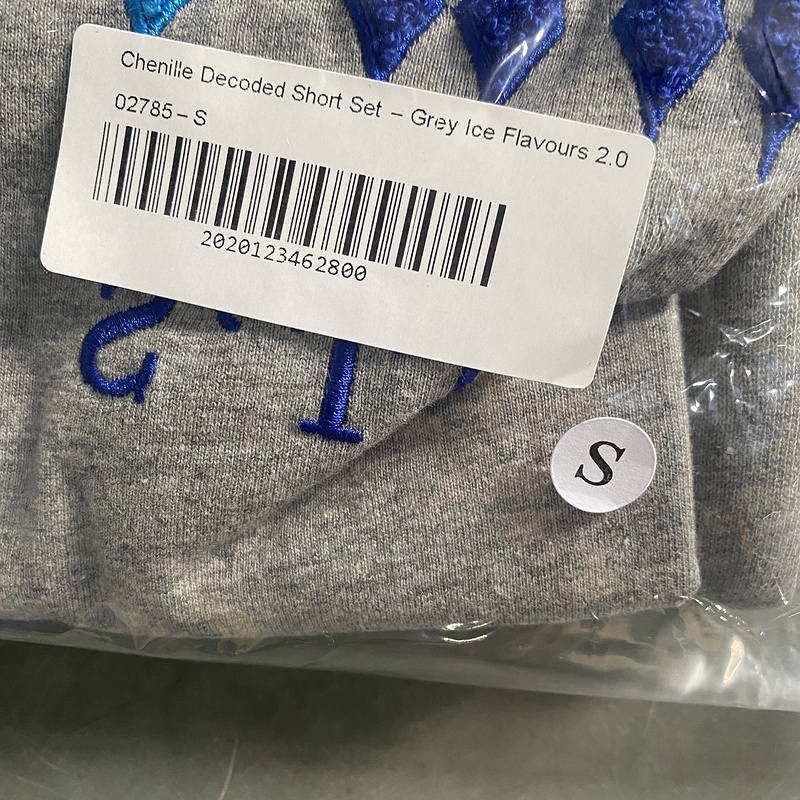 Chenille Decoded Short Set – Grey Ice Flavours 2.0
02785 – S
2020123462800
S